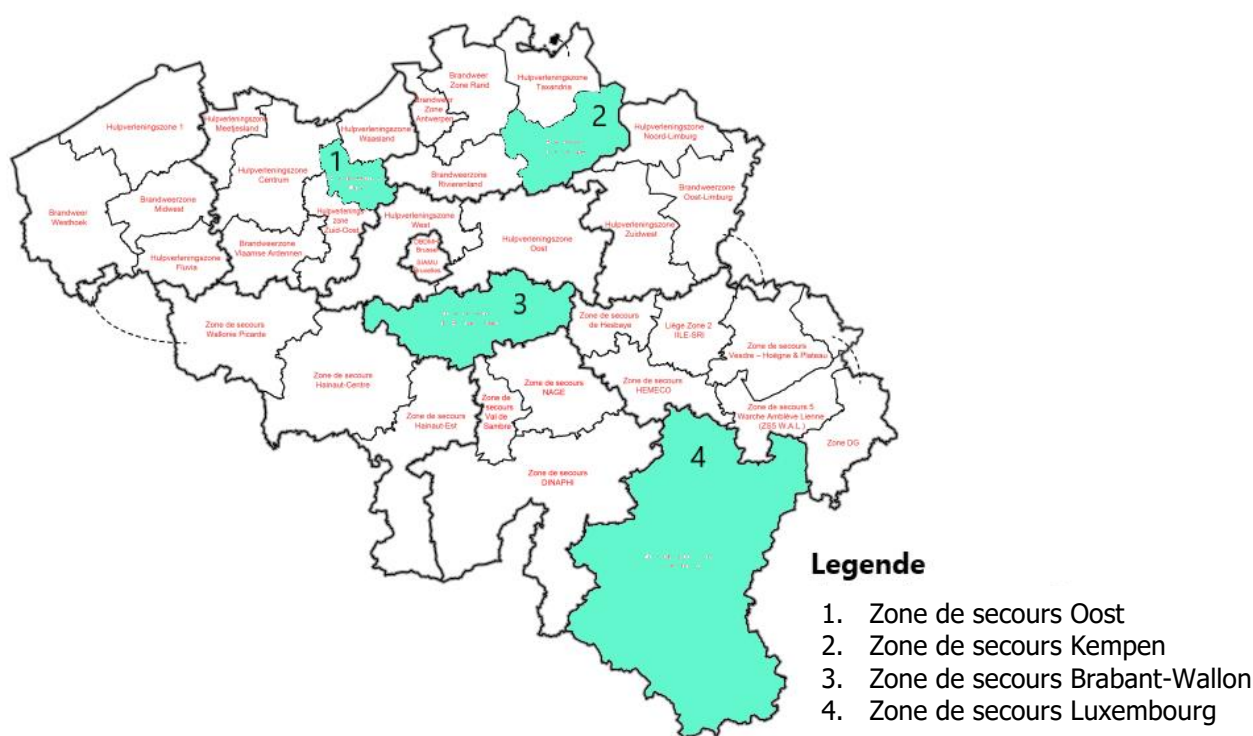 Brandweer
Zone Rand
Hulpverleningszone
Taxandria
Brandweer
Zone
Antwerpen
2
Hulpverleningszone
Meetjesland
Hulpverleningszone 1
Hulpverleningszone
Waasland
Hulpverleningszone
Noord-Limburg
1
Hulpverleningszone
Centrum
Brandweerzone
Rivierenland
Brandweerzone
Oost-Limburg
Brandweerzone
Midwest
Brandweer
Westhoek
Hulpverlenings
zone
Zuid-Oost
Hulpverleningszone
West
Hulpverleningszone
Zuidwest
Hulpverleningszone
Oost
Brandweerzone
Vlaamse Ardennen
Hulpverleningszone
Fluvia
Brussel
SIAMU
Bruxelles
3
Zone de secours
Wallonie Picarde
Zone de secours
de Hesbaye
Liège Zone 2
IILE-SRI
Zone de secours
Vesdre – Hoëgne & Plateau
Zone de secours
Hainaut-Centre
Zone de secours
NAGE
Zone de secours
HEMECO
Zone de
secours
Val de
Sambre
Zone de secours
Hainaut-Est
Zone de secours 5
Warche Amblève Lienne
(ZS5 W.A.L.)
Zone DG
4
Zone de secours
DINAPHI
Legende
1. Zone de secours Oost
2. Zone de secours Kempen
3. Zone de secours Brabant-Wallon
4. Zone de secours Luxembourg